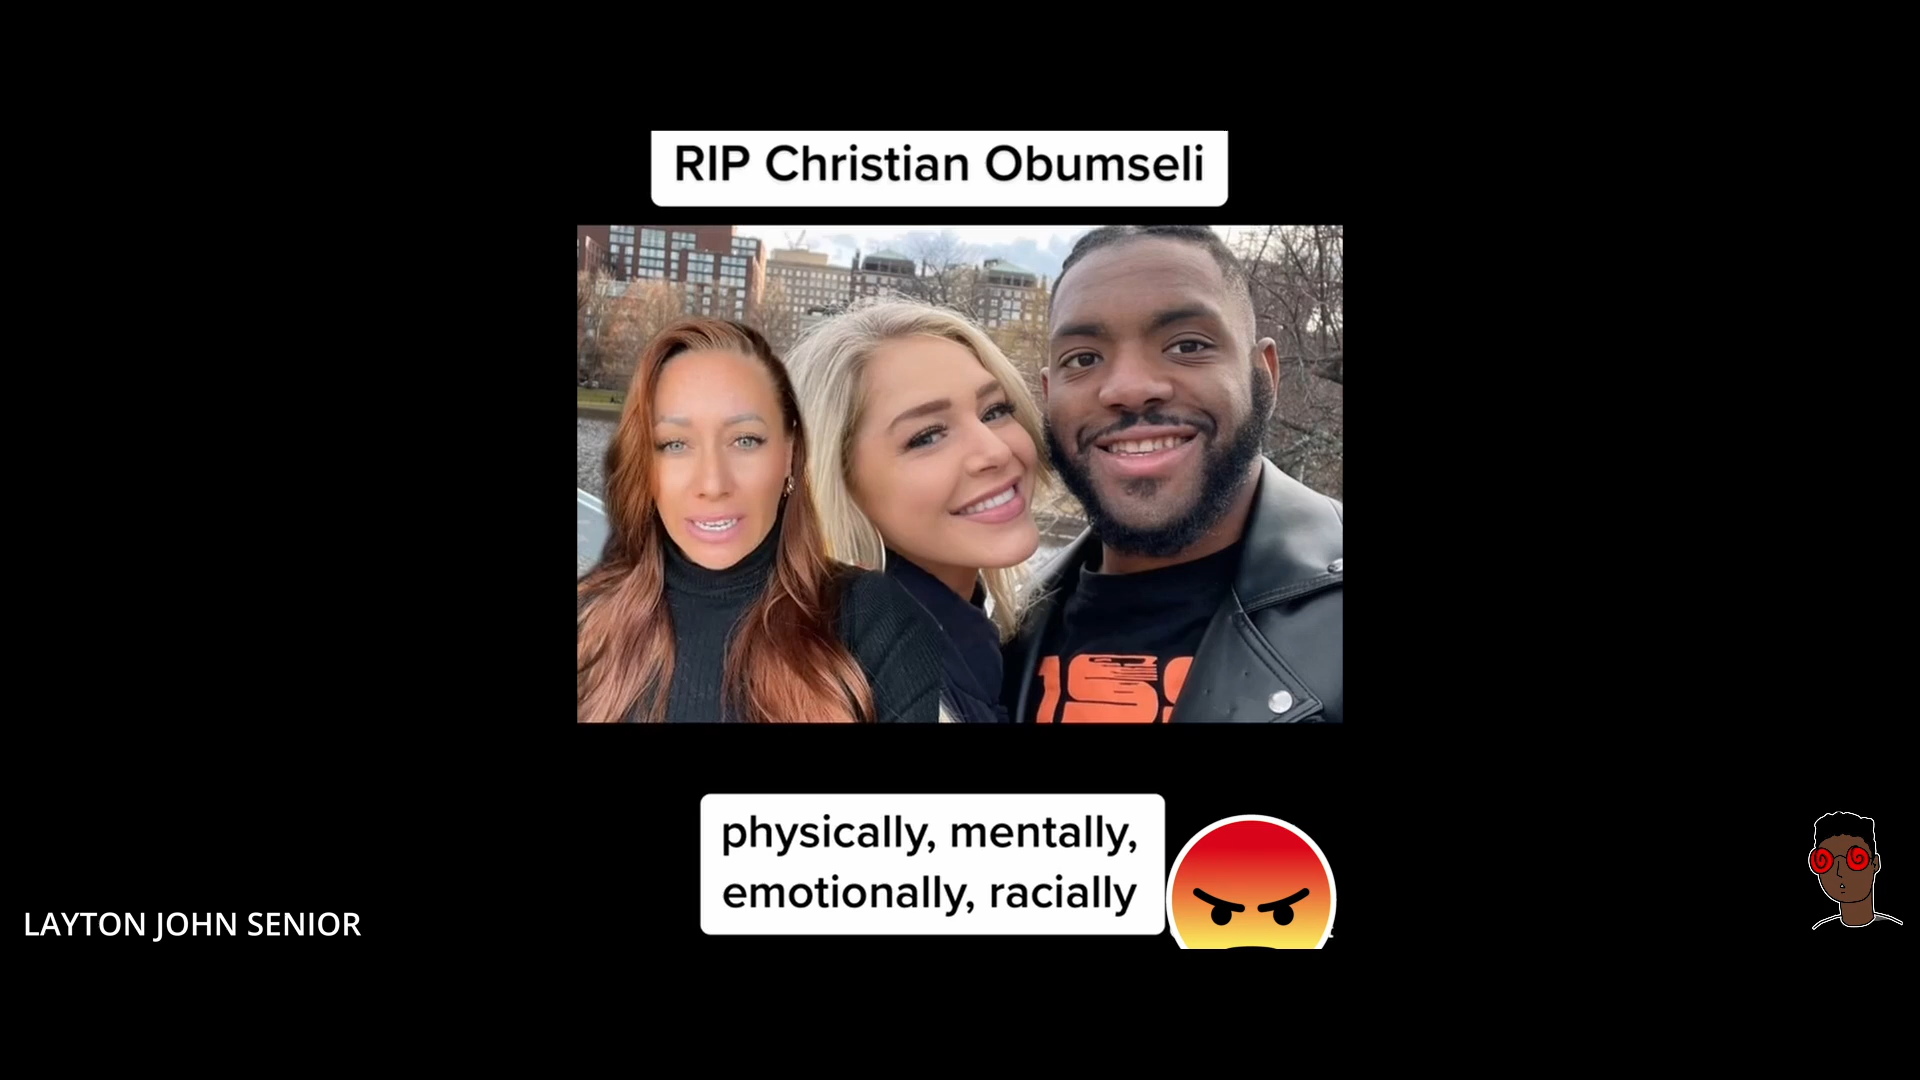 RIP Christian Obumseli
physically, mentally,
emotionally, racially
LAYTON JOHN SENIOR